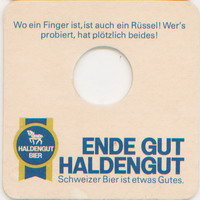 Wo ein Finger ist, ist auch ein Rüssel! Wer's
probiert, hat plötzlich beides!
HALDENGUT
BIER
ENDE GUT
HALDENGUT
Schweizer Bier ist etwas Gutes.